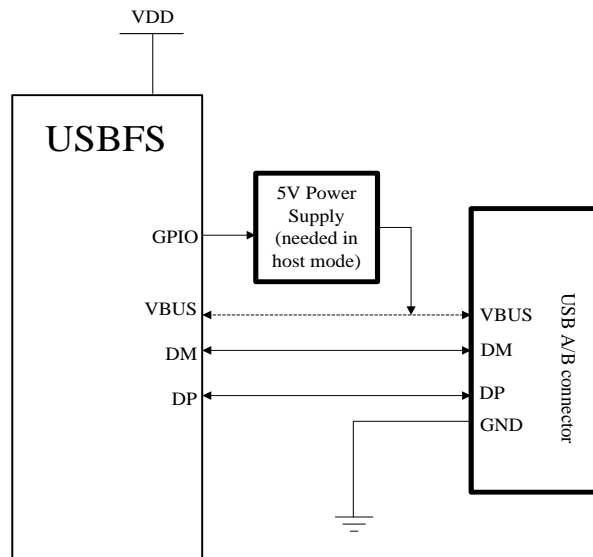 VDD
USBFS
5V Power
Supply
(needed in
host mode)
GPIO
VBUS
DM
DP
VBUS
DM
DP
GND
USB A/B connector